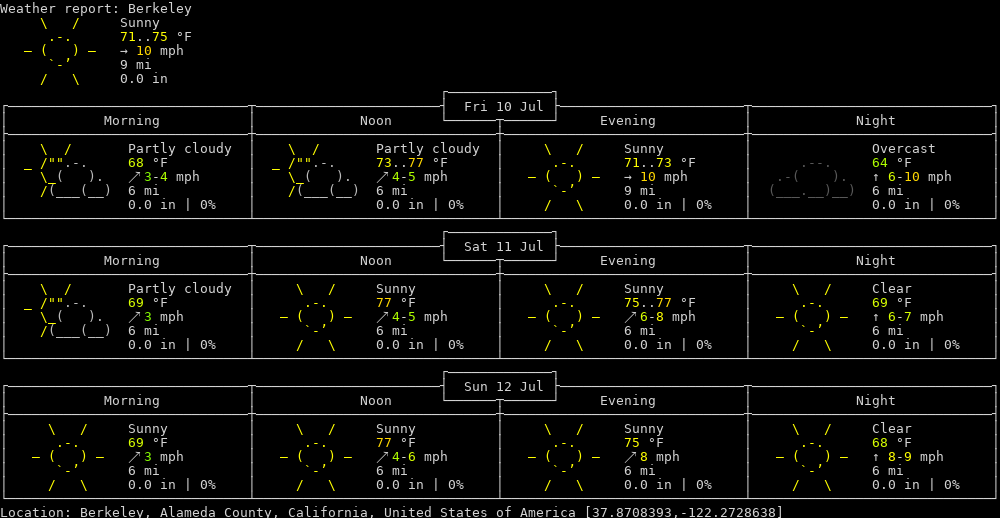 Weather report: Berkeley
Sunny
71..75 °F
→ 10 mph
9 mi
0.0 in
Fri 10 Jul
Morning Noon Evening Night
Partly cloudy Partly cloudy Sunny Overcast
68 °F 73..77 °F 71..73 °F 64 °F
↗ 3-4 mph ↗ 4-5 mph → 10 mph ↑ 6-10 mph
6 mi 6 mi 9 mi 6 mi
0.0 in | 0% 0.0 in | 0% 0.0 in | 0% 0.0 in | 0%
Sat 11 Jul
Morning Noon Evening Night
Partly cloudy Sunny Sunny Clear
69 °F 77 °F 75..77 °F 69 °F
↗ 3 mph ↗ 4-5 mph ↗ 6-8 mph ↑ 6-7 mph
6 mi 6 mi 6 mi 6 mi
0.0 in | 0% 0.0 in | 0% 0.0 in | 0% 0.0 in | 0%
Sun 12 Jul
Morning Noon Evening Night
Sunny Sunny Sunny Clear
69 °F 77 °F 75 °F 68 °F
↗ 3 mph ↗ 4-6 mph ↗ 8 mph ↑ 8-9 mph
6 mi 6 mi 6 mi 6 mi
0.0 in | 0% 0.0 in | 0% 0.0 in | 0% 0.0 in | 0%
Location: Berkeley, Alameda County, California, United States of America [37.8708393,-122.2728638]